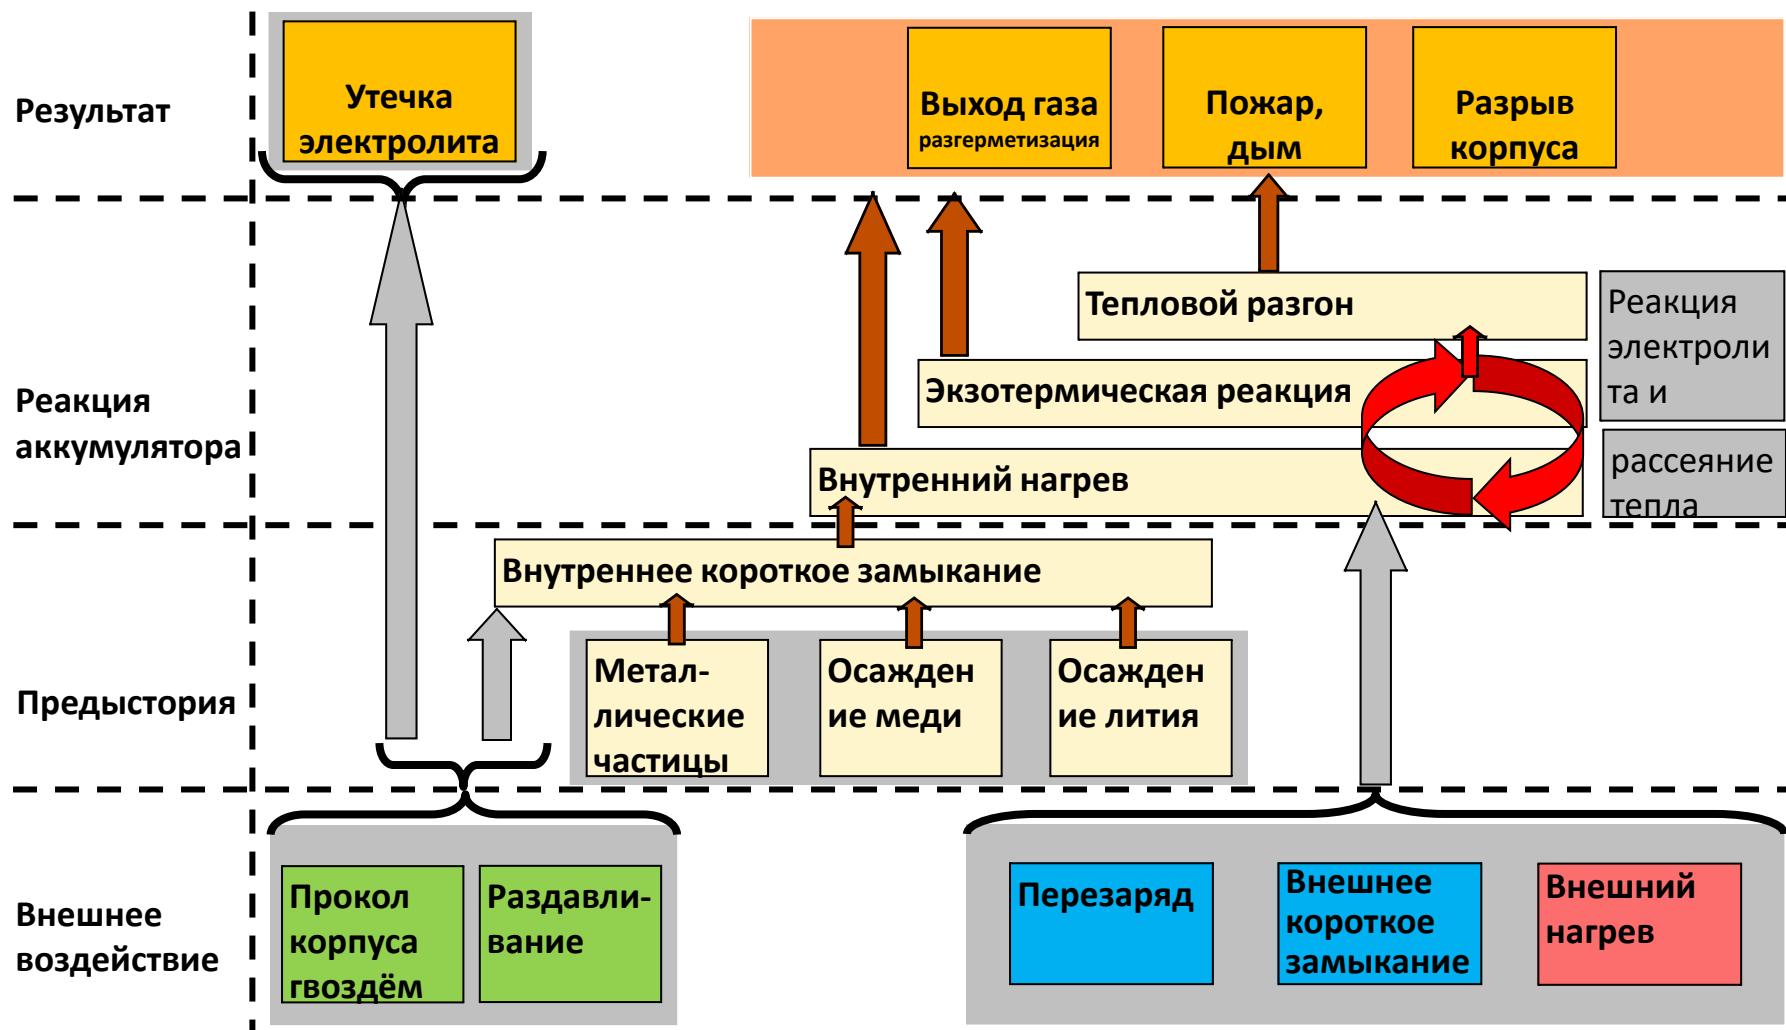 Результат
Утечка
электролита
Выход газа
разгерметизация
Пожар,
дым
Разрыв
корпуса
Реакция
аккумулятора
Тепловой разгон
Экзотермическая реакция
Внутренний нагрев
Реакция
электроли
та и
рассеяние
тепла
Предыстория
Внутреннее короткое замыкание
Метал-
лические
частицы
Осажден
ие меди
Осажден
ие лития
Внешнее
воздействие
Прокол
корпуса
гвоздём
Раздавли-
вание
Перезаряд
Внешнее
короткое
замыкание
Внешний
нагрев